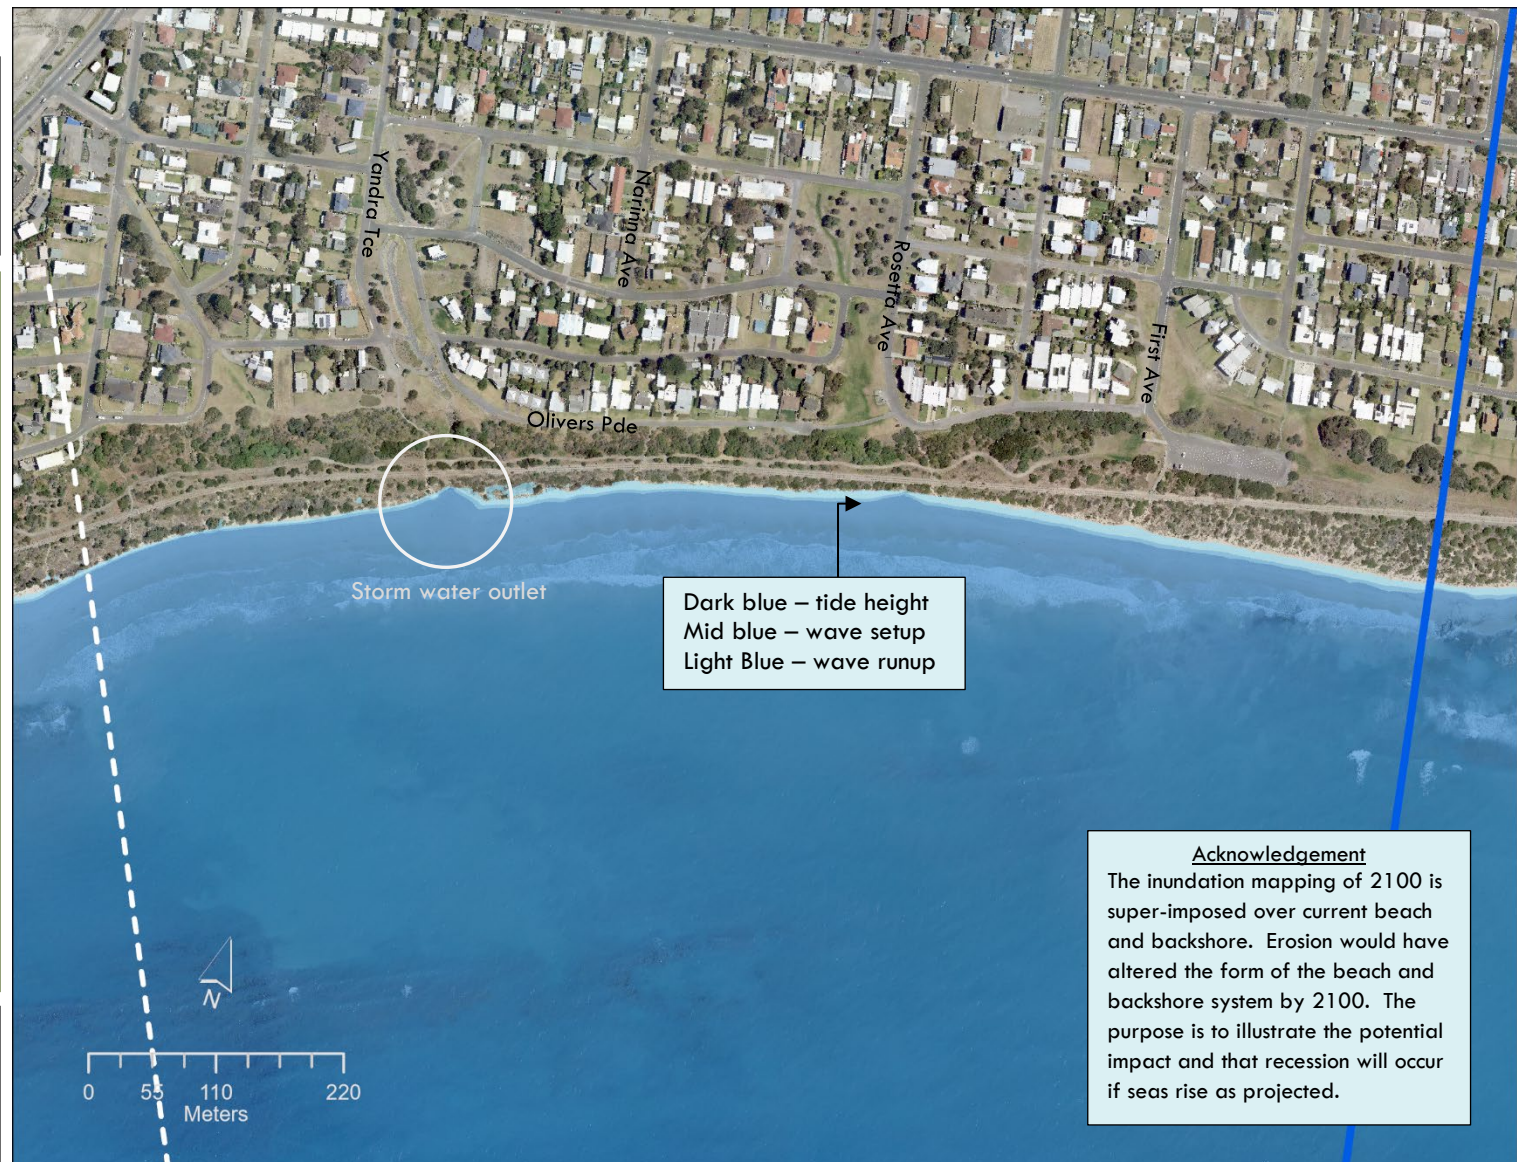 Yandra Tce
Narinna Ave
Rosetta Ave
First Ave
Olivers Pde
Storm water outlet
Dark blue – tide height
Mid blue – wave setup
Light Blue – wave runup
Acknowledgement
The inundation mapping of 2100 is
super-imposed over current beach
and backshore.  Erosion would have
altered the form of the beach and
backshore system by 2100.  The
purpose is to illustrate the potential
impact and that recession will occur
if seas rise as projected.
N
0 55 110 220
Meters